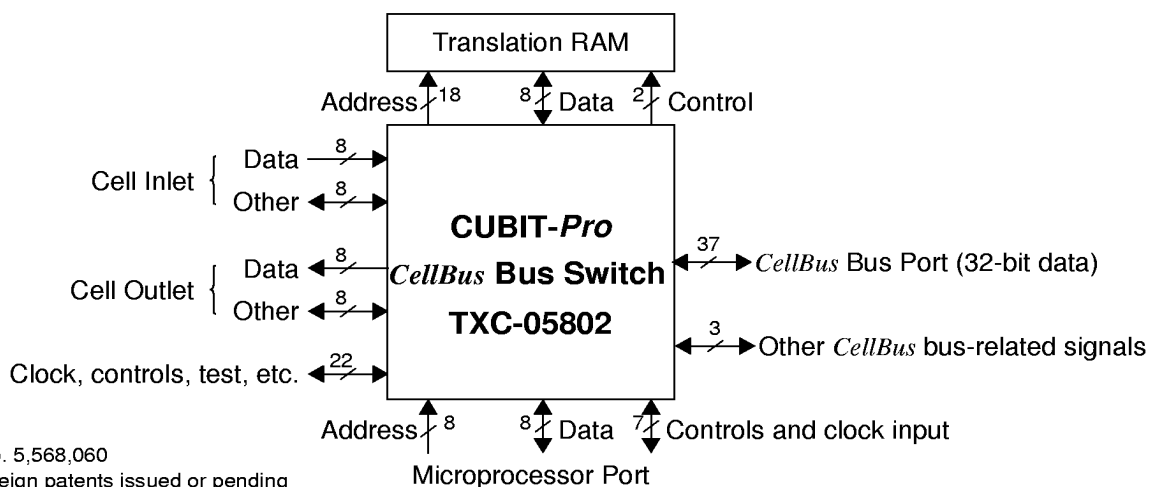 Translation RAM
Address 18 8 Data 2 Control
Cell Inlet
Data 8
Other 8
Cell Outlet
Data 8
Other 8
Clock, controls, test, etc. 22
CUBIT-Pro
CellBus Bus Switch
TXC-05802
37 CellBus Bus Port (32-bit data)
3 Other CellBus bus-related signals
Address 8 8 Data 7 Controls and clock input
Microprocessor Port
. 5,568,060
patents issued or pending